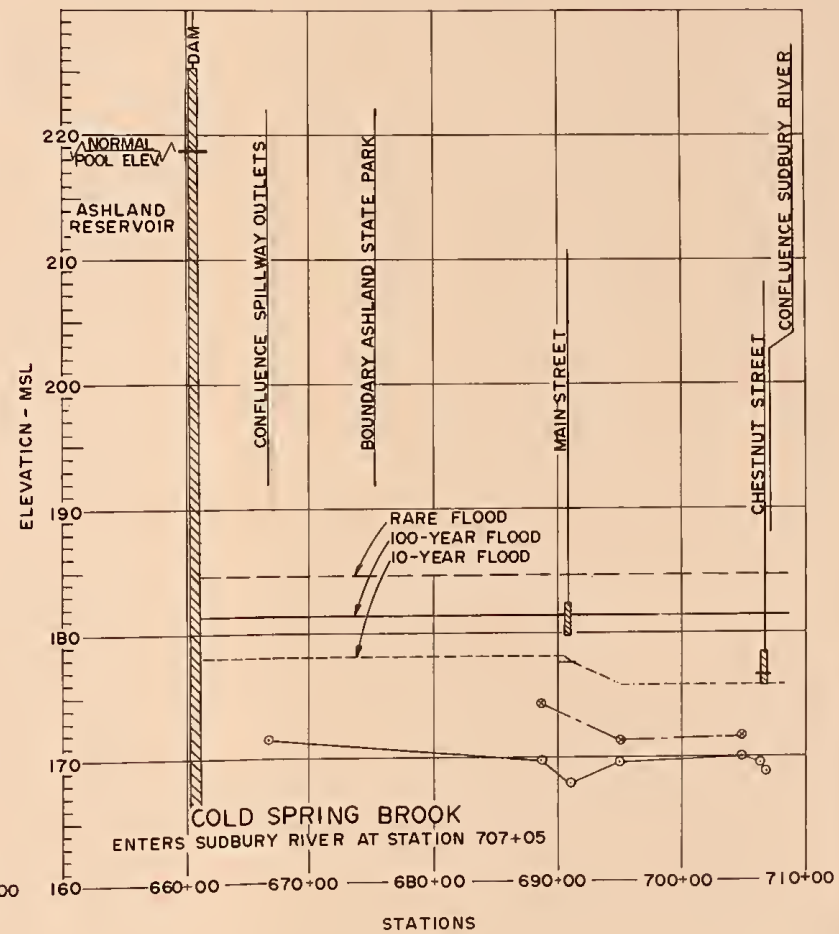 DAM
220
NORMAL
POOL ELEV.
ASHLAND
RESERVOIR
210
200
190
180
170
160
ELEVATION - MSL
CONFLUENCE SPILLWAY OUTLETS
BOUNDARY ASHLAND STATE PARK
MAIN STREET
CHESTNUT STREET
CONFLUENCE SUDBURY RIVER
RARE FLOOD
100-YEAR FLOOD
10-YEAR FLOOD
COLD SPRING BROOK
ENTERS SUDBURY RIVER AT STATION 707+05
00
660+00
670+00
680+00
690+00
700+00
710+00
STATIONS